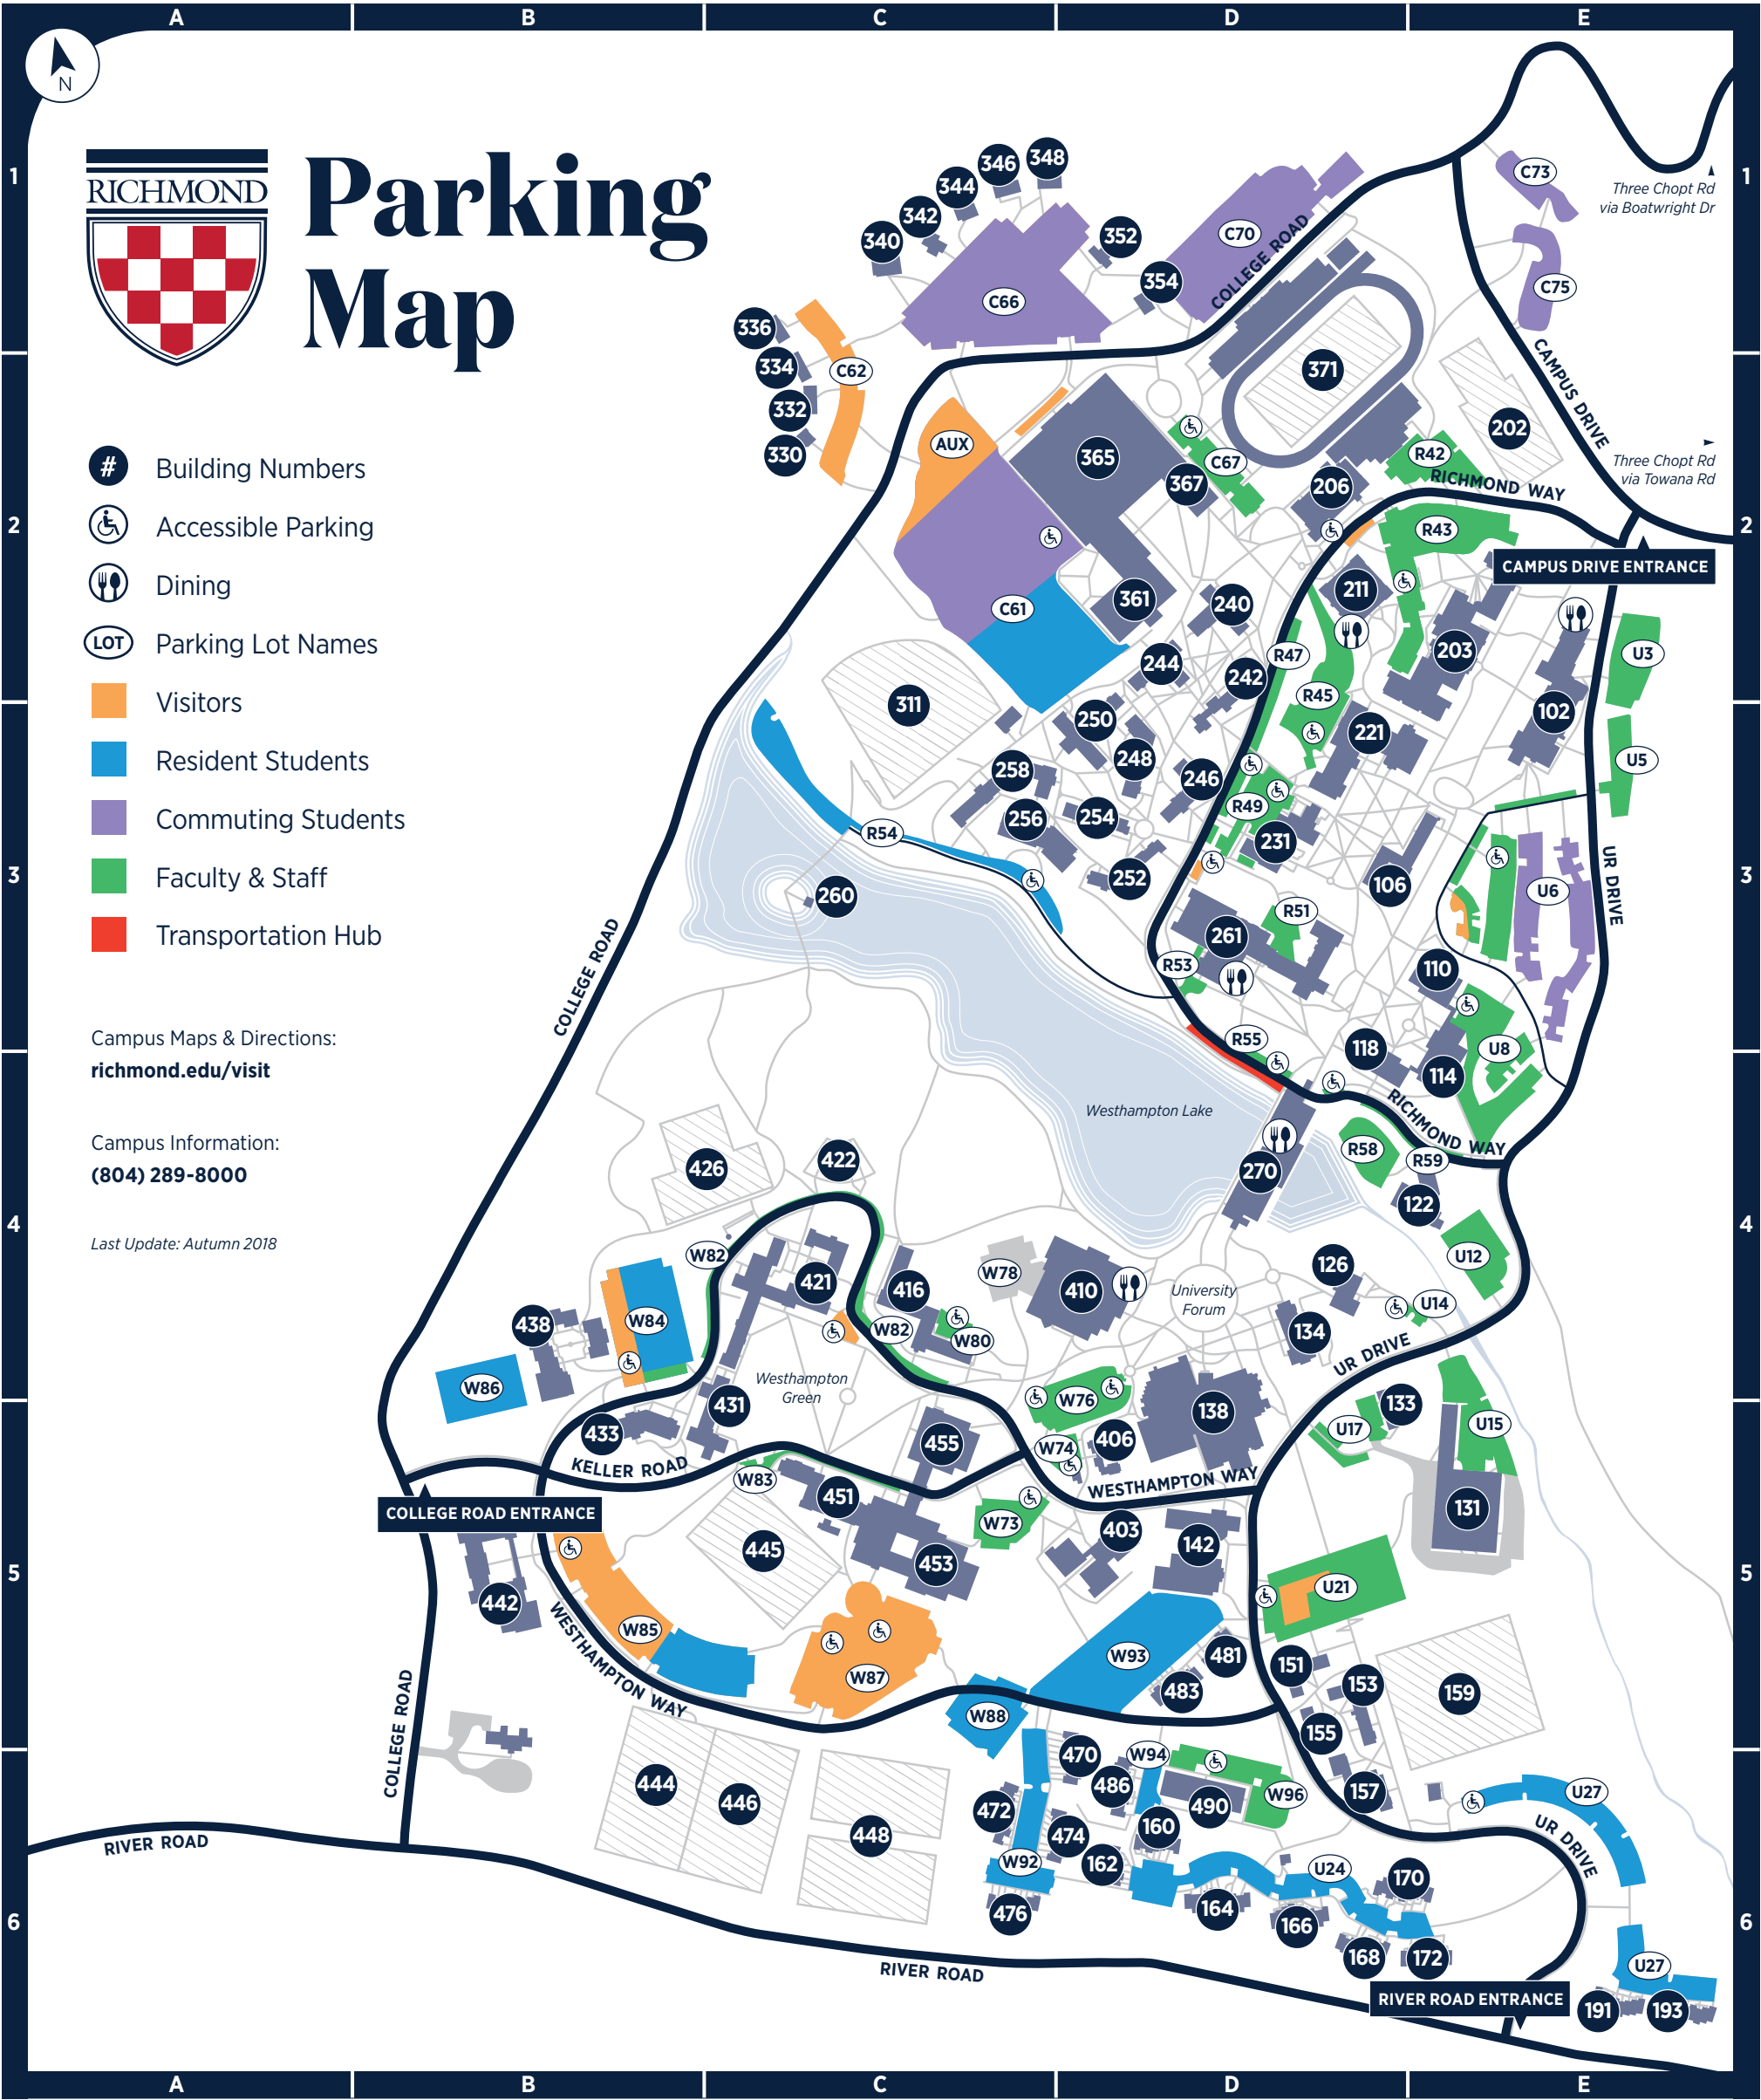 A B C D E
N
RICHMOND
Parking
Map
# Building Numbers
Accessible Parking
Dining
LOT Parking Lot Names
Visitors
Resident Students
Commuting Students
Faculty & Staff
Transportation Hub
Campus Maps & Directions:
richmond.edu/visit
Campus Information:
(804) 289-8000
Last Update: Autumn 2018
1
1
348
346
344
342
340
352
354
C73
Three Chopt Rd
via Boatwright Dr
C70
COLLEGE ROAD
C66
C75
336
334
332
330
C62
371
CAMPUS DRIVE
202
AUX
365
C67
367
R42
RICHMOND WAY
Three Chopt Rd
via Towana Rd
206
2
2
R43
CAMPUS DRIVE ENTRANCE
C61
361
240
211
203
U3
244
242
R47
R45
311
250
248
221
102
U5
258
246
256
254
R49
231
R54
252
106
3
3
260
U6
UR DRIVE
R51
261
R53
110
COLLEGE ROAD
R55
118
U8
114
Westhampton Lake
RICHMOND WAY
R58
R59
426
422
270
122
4
4
W82
421
416
W78
410
University
Forum
126
U12
U14
438
W84
W82
W80
134
UR DRIVE
W86
Westhampton
Green
431
W76
138
133
U17
U15
433
455
W74
406
KELLER ROAD
W83
451
WESTHAMPTON WAY
131
COLLEGE ROAD ENTRANCE
W73
403
142
445
453
5
5
442
U21
W85
WESTHAMPTON WAY
W87
W93
481
151
153
159
483
COLLEGE ROAD
W88
155
470
W94
444
446
486
W96
157
U27
472
490
448
474
160
UR DRIVE
RIVER ROAD
W92
162
U24
170
476
164
166
6
6
168
172
RIVER ROAD
U27
RIVER ROAD ENTRANCE
191
193
A B C D E